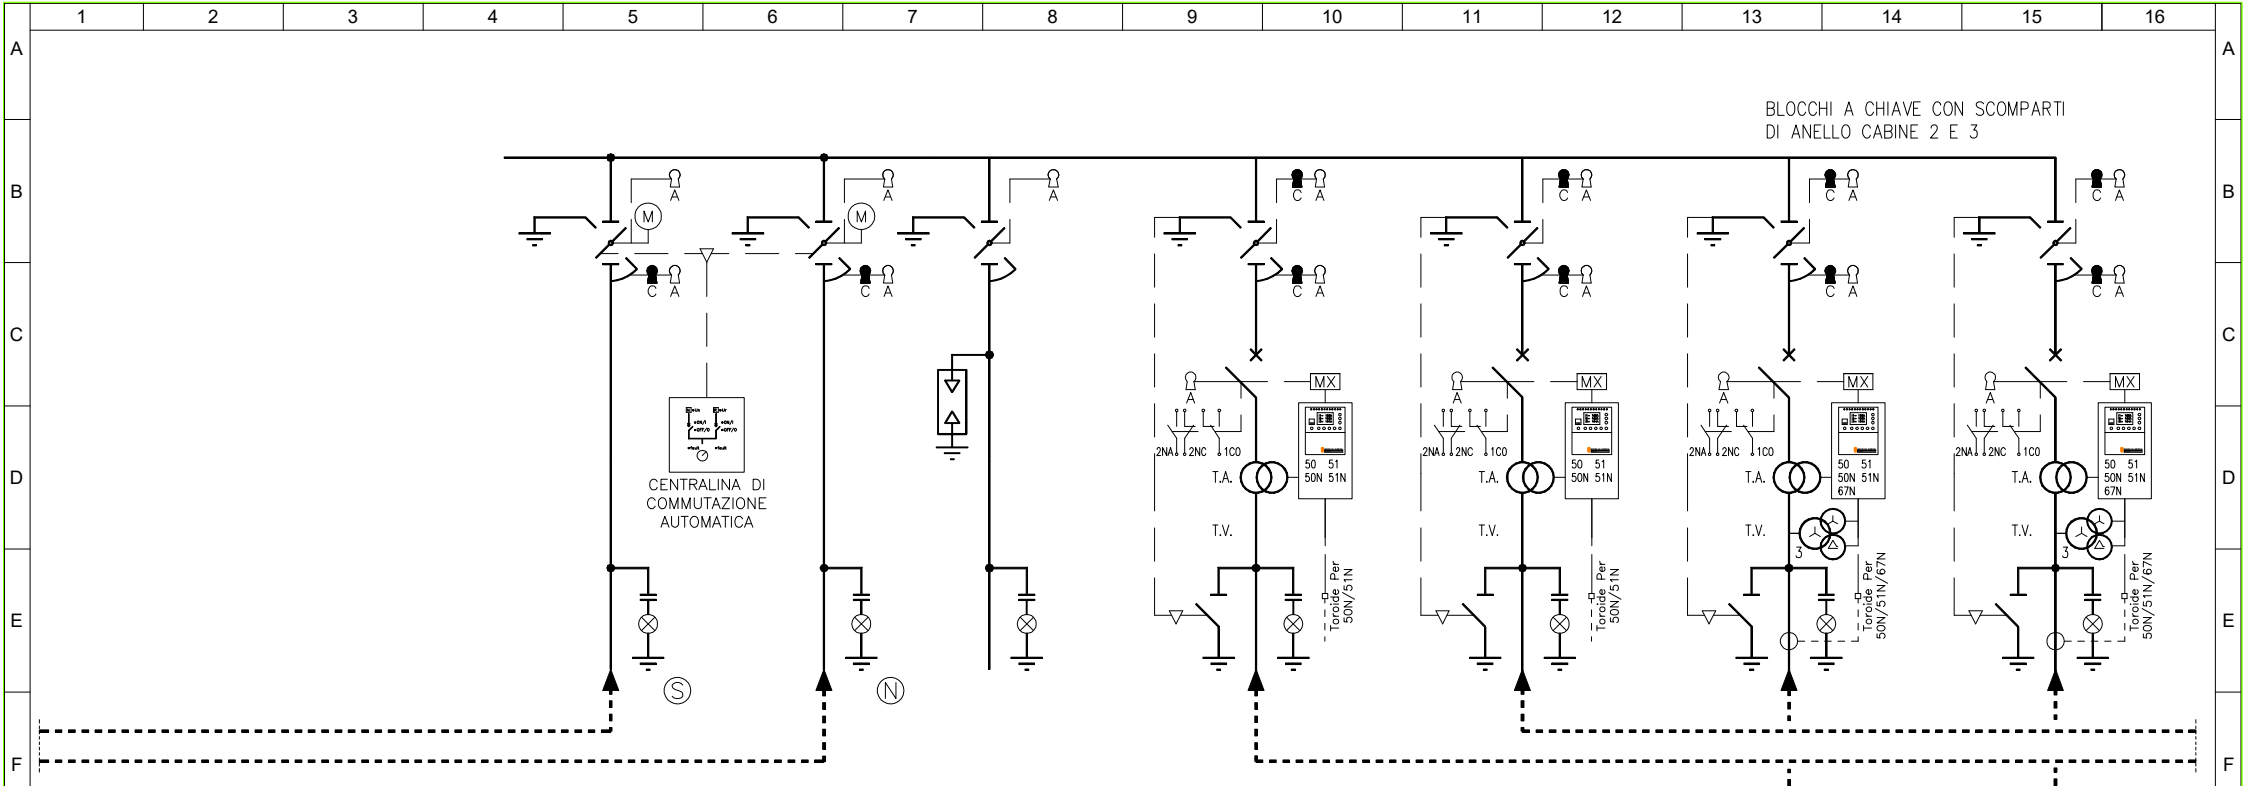 1 2 3 4 5 6 7 8 9 10 11 12 13 14 15 16
A A
BLOCCHI A CHIAVE CON SCOMPARTI
DI ANELLO CABINE 2 E 3
B B
A A A C A C A C A C A
M M
C A C A C A C A C A C A
C C
MX MX MX MX
A A A A
2NA 2NC 1CO 2NA 2NC 1CO 2NA 2NC 1CO 2NA 2NC 1CO
D D
CENTRALINA DI
COMMUTAZIONE
AUTOMATICA
T.A. T.A. T.A. T.A.
50 51 50 51 50 51 50 51
50N 51N 50N 51N 50N 51N 50N 51N
67N 67N
T.V. T.V. T.V. T.V.
3 3
Toroide Per
50N/51N
Toroide Per
50N/51N
Toroide Per
50N/51N/67N
Toroide Per
50N/51N/67N
E E
S N
F F